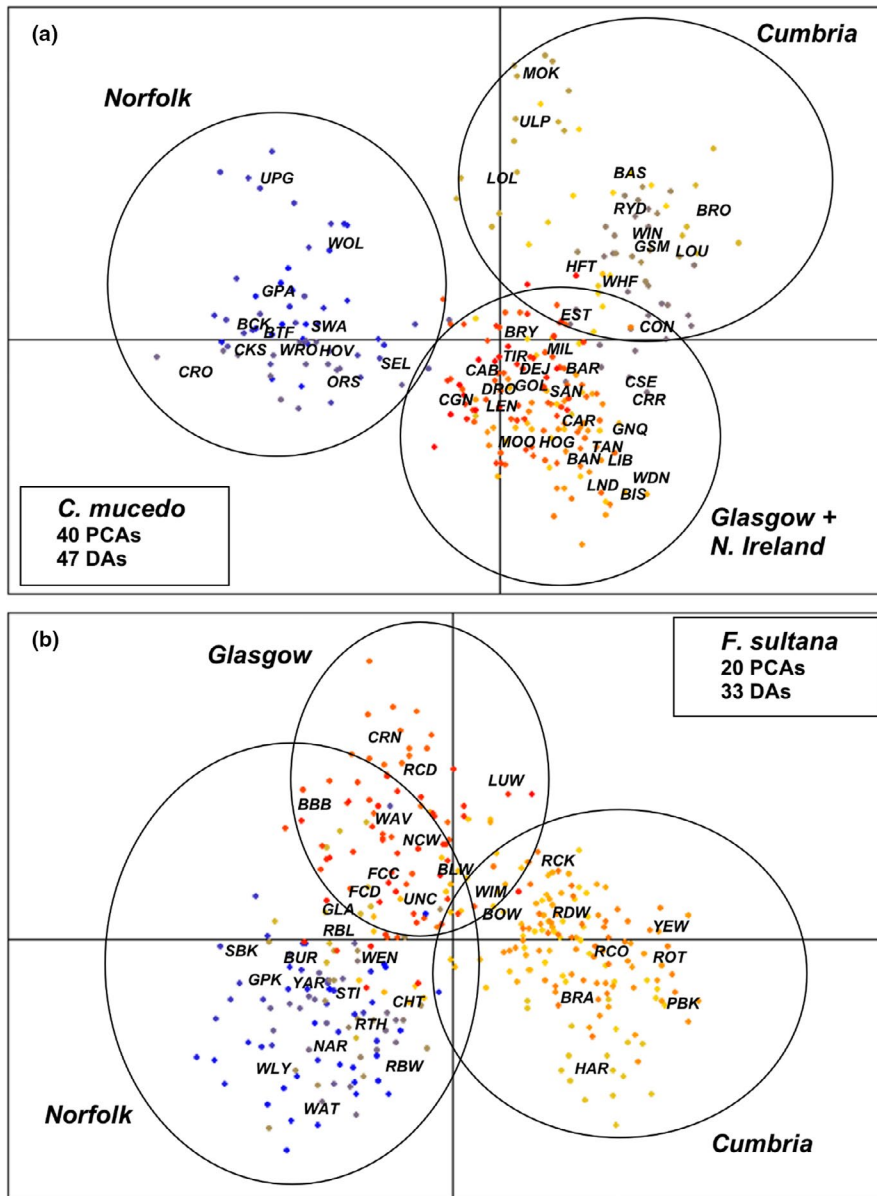 (a)
Cumbria
Norfolk
MOK
ULP
UPG
LOL
BAS
RYD
BRO
WOL
WIN
GSM LOU
HFT
WHF
GPA
BCK
BTF
SWA
EST
CON
CKS
WRO
HOV
BRY
CRO
ORS
SEL
TIR
MIL
CAB
DEJ
BAR
CGN
DRO
GOL
SAN
CSE
CRR
LEN
CAR
GNQ
MOO
HOG
TAN
BAN
LIB
LND
WDN
BIS
C. mucedo
40 PCAs
47 DAs
Glasgow +
N. Ireland
(b)
Glasgow
F. sultana
20 PCAs
33 DAs
CRN
RCD
LUW
BBB
WAV
NCW
FCC
BLW
RCK
FCD
UNC
WIM
GLA
BOW
RDW
RBL
YEW
SBK
BUR
WEN
RCO
ROT
GPK
YAR
STI
CHT
BRA
PBK
RTH
NAR
WLY
RBW
HAR
WAT
Norfolk
Cumbria